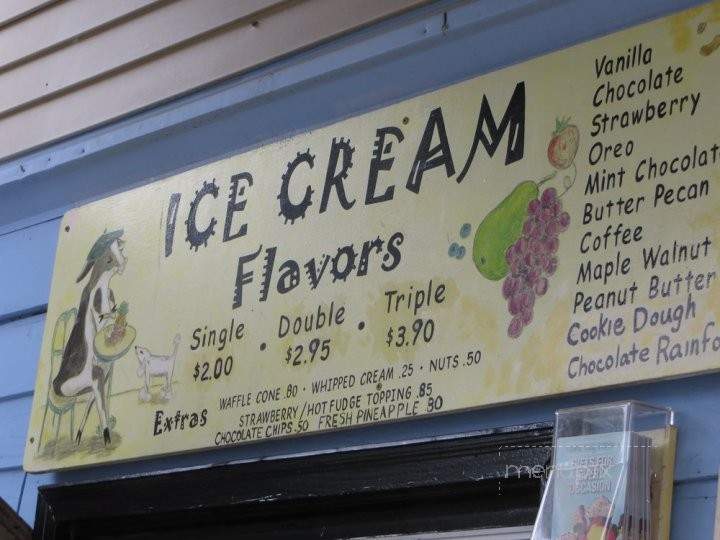 ICE CREAM
Flavors
Single • Double • Triple
$2.00 $2.95 $3.90
Extras
WAFFLE CONE .80 • WHIPPED CREAM .25 • NUTS .50
STRAWBERRY/HOT FUDGE TOPPING .85
CHOCOLATE CHIPS .50 FRESH PINEAPPLE .30
Vanilla
Chocolate
Strawberry
Oreo
Mint Chocolat
Butter Pecan
Coffee
Maple Walnut
Peanut Butter
Cookie Dough
Chocolate Rainfo